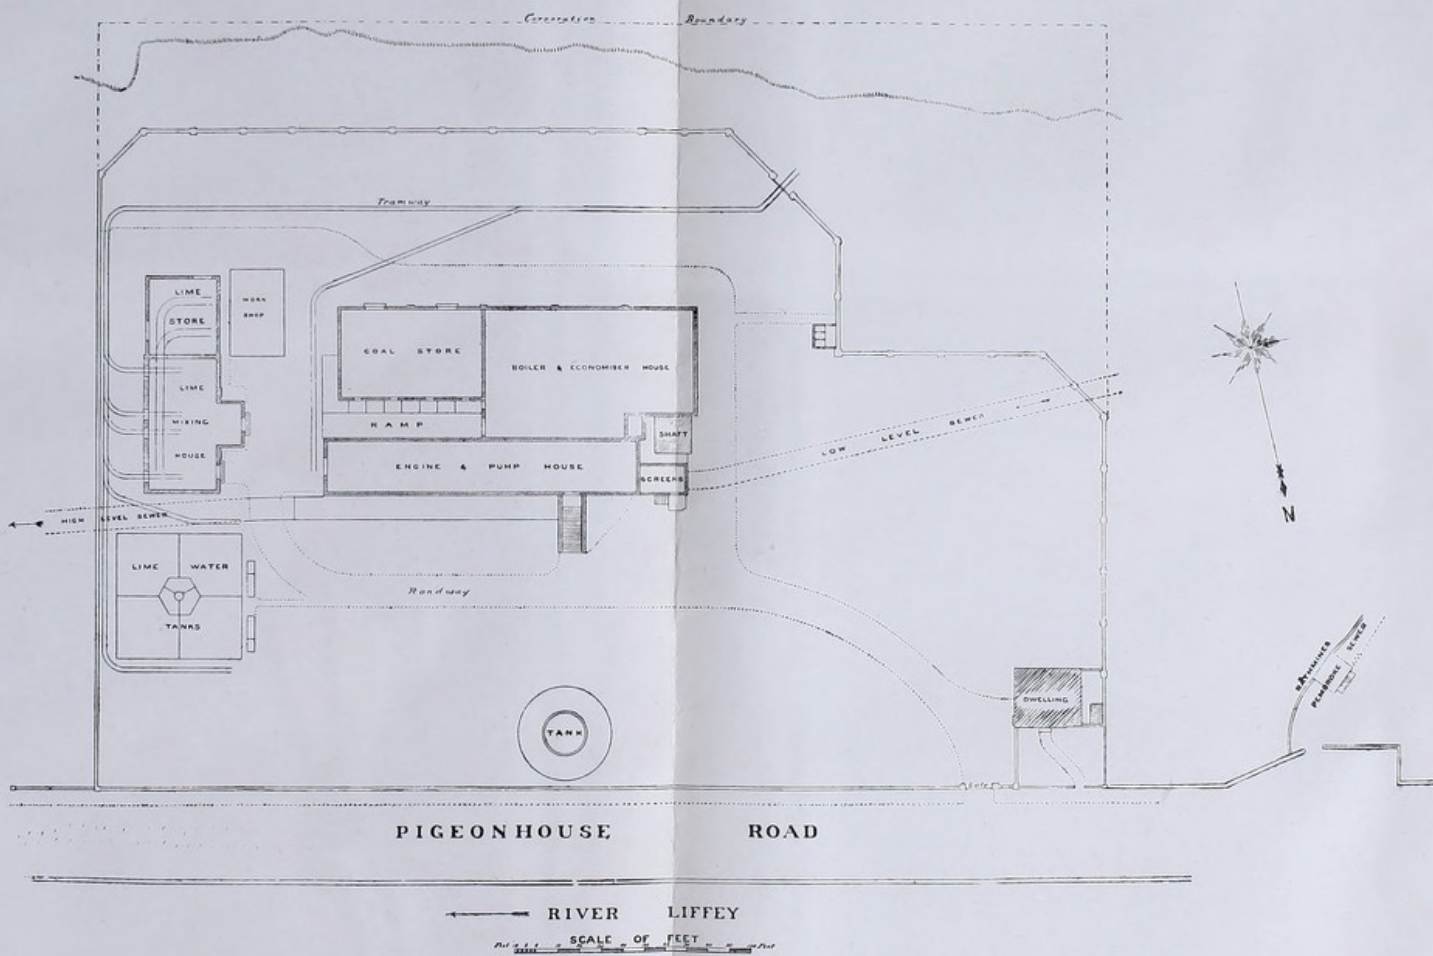 Corporation Boundary
Tramway
LIME
STORE
WORK
SHOP
COAL STORE
BOILER & ECONOMISER HOUSE
LIME
MIXING
HOUSE
RAMP
SHAFT
LOW LEVEL SEWER
ENGINE & PUMP HOUSE
SCREENS
HIGH LEVEL SEWER
N
LIME WATER
TANKS
Roadway
RATHMINES
PEMBROKE SEWER
DWELLING
TANK
Gate
PIGEONHOUSE ROAD
RIVER LIFFEY
SCALE OF FEET
Feet